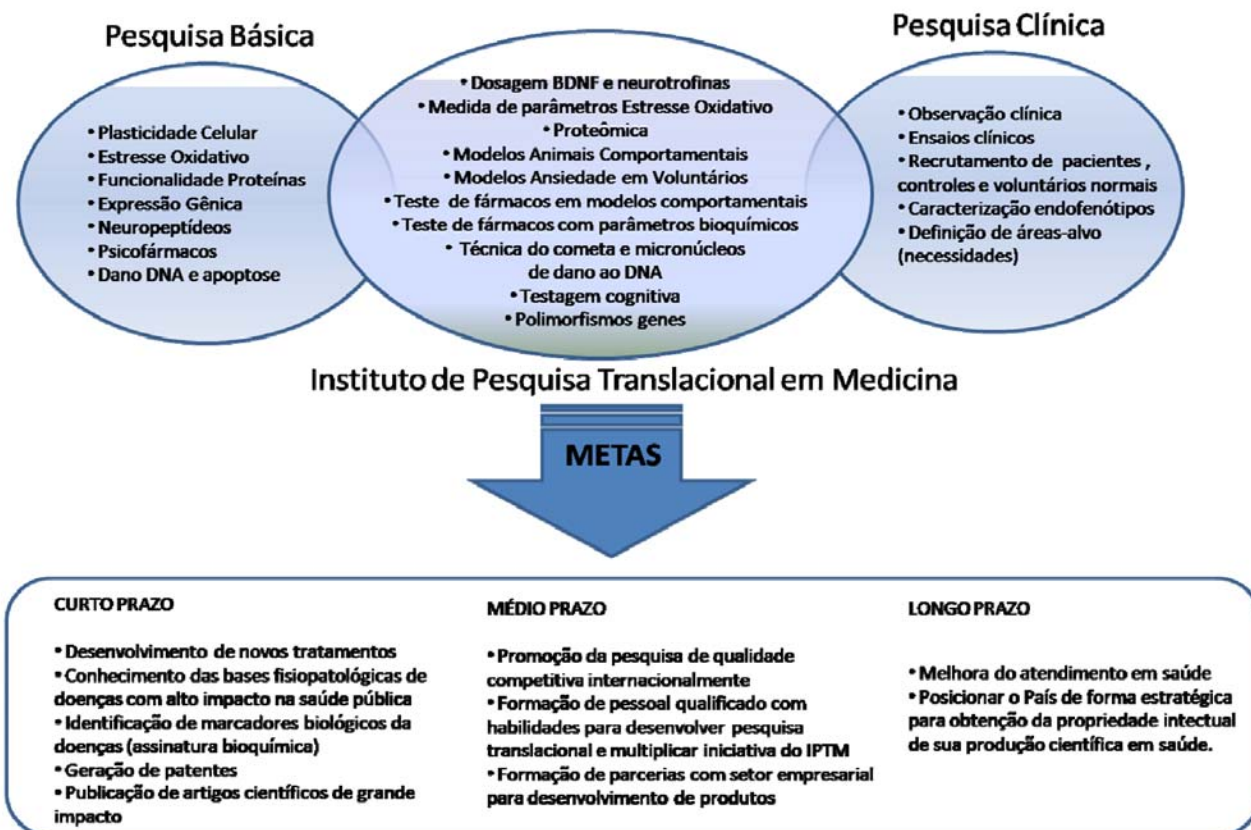 Pesquisa Básica
• Plasticidade Celular
• Estresse Oxidativo
• Funcionalidade Proteínas
• Expressão Gênica
• Neuropeptídeos
• Psicofármacos
• Dano DNA e apoptose
• Dosagem BDNF e neurotrofinas
• Medida de parâmetros Estresse Oxidativo
• Proteômica
• Modelos Animais Comportamentais
• Modelos Ansiedade em Voluntários
• Teste de fármacos em modelos comportamentais
• Teste de fármacos com parâmetros bioquímicos
• Técnica do cometa e micronúcleos
de dano ao DNA
• Testagem cognitiva
• Polimorfismos genes
Pesquisa Clínica
• Observação clínica
• Ensaios clínicos
• Recrutamento de pacientes ,
controles e voluntários normais
• Caracterização endofenótipos
• Definição de áreas-alvo
(necessidades)
Instituto de Pesquisa Translacional em Medicina
METAS
CURTO PRAZO
• Desenvolvimento de novos tratamentos
• Conhecimento das bases fisiopatológicas de
doenças com alto impacto na saúde pública
• Identificação de marcadores biológicos da
doenças (assinatura bioquímica)
• Geração de patentes
• Publicação de artigos científicos de grande
impacto
MÉDIO PRAZO
• Promoção da pesquisa de qualidade
competitiva internacionalmente
• Formação de pessoal qualificado com
habilidades para desenvolver pesquisa
translacional e multiplicar iniciativa do IPTM
• Formação de parcerias com setor empresarial
para desenvolvimento de produtos
LONGO PRAZO
• Melhora do atendimento em saúde
• Posicionar o País de forma estratégica
para obtenção da propriedade intectual
de sua produção científica em saúde.